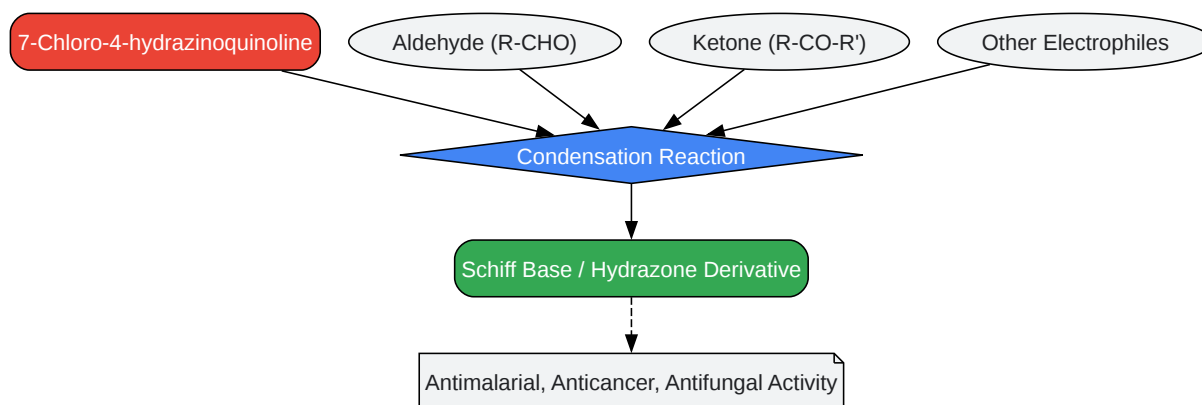 7-Chloro-4-hydrazinoquinoline
Aldehyde (R-CHO)
Ketone (R-CO-R')
Other Electrophiles
Condensation Reaction
Schiff Base / Hydrazone Derivative
Antimalarial, Anticancer, Antifungal Activity